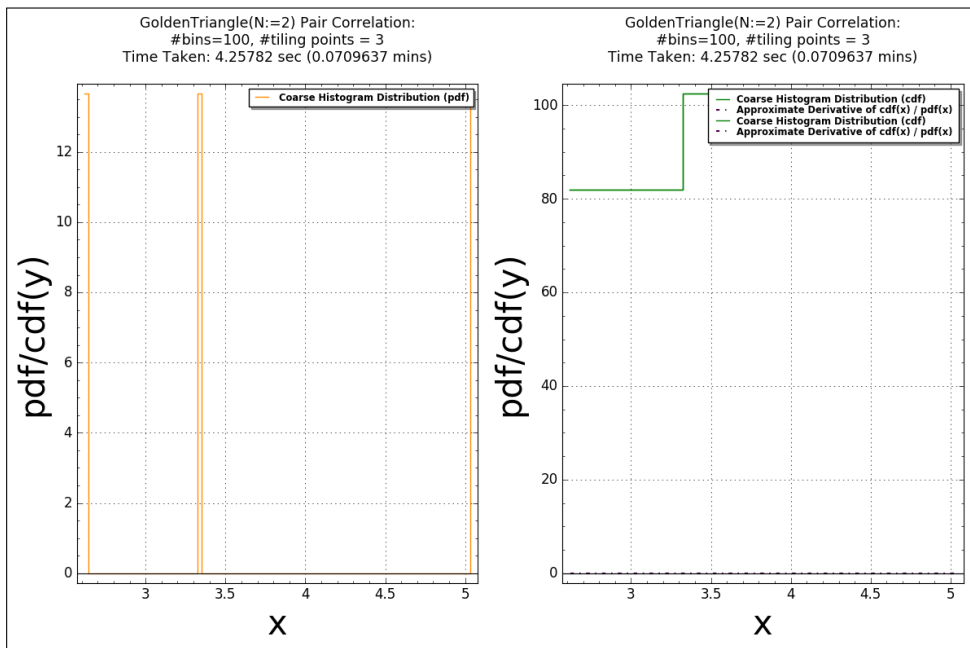 GoldenTriangle(N:=2) Pair Correlation:
#bins=100, #tiling points = 3
Time Taken: 4.25782 sec (0.0709637 mins)
Coarse Histogram Distribution (pdf)
12
10
8
6
4
2
0
pdf/cdf(y)
3
3.5
4
4.5
5
x
GoldenTriangle(N:=2) Pair Correlation:
#bins=100, #tiling points = 3
Time Taken: 4.25782 sec (0.0709637 mins)
Coarse Histogram Distribution (cdf)
Approximate Derivative of cdf(x) / pdf(x)
Coarse Histogram Distribution (cdf)
Approximate Derivative of cdf(x) / pdf(x)
100
80
60
40
20
0
pdf/cdf(y)
3
3.5
4
4.5
5
x